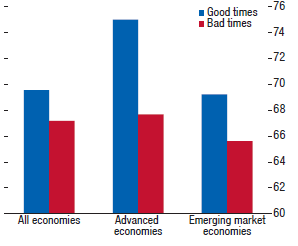 76
Good times
Bad times
74
72
70
68
66
64
62
60
All economies
Advanced
economies
Emerging market
economies